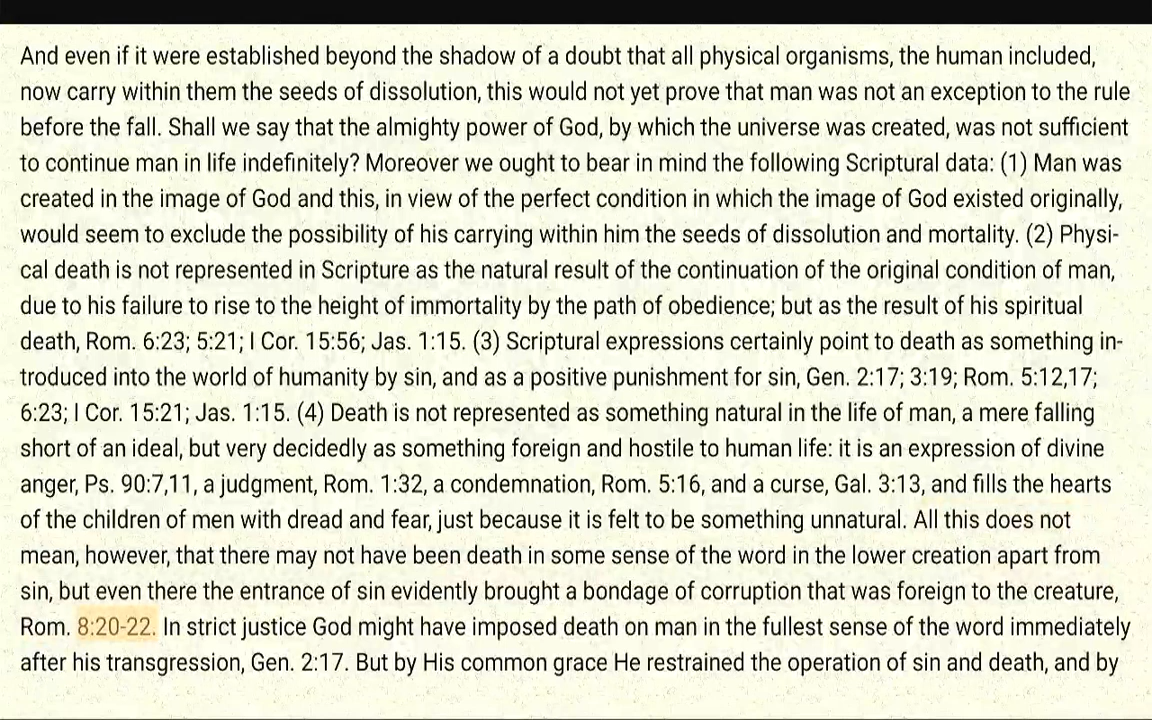 And even if it were established beyond the shadow of a doubt that all physical organisms, the human included,
now carry within them the seeds of dissolution, this would not yet prove that man was not an exception to the rule
before the fall. Shall we say that the almighty power of God, by which the universe was created, was not sufficient
to continue man in life indefinitely? Moreover we ought to bear in mind the following Scriptural data: (1) Man was
created in the image of God and this, in view of the perfect condition in which the image of God existed originally,
would seem to exclude the possibility of his carrying within him the seeds of dissolution and mortality. (2) Physi-
cal death is not represented in Scripture as the natural result of the continuation of the original condition of man,
due to his failure to rise to the height of immortality by the path of obedience; but as the result of his spiritual
death, Rom. 6:23; 5:21; I Cor. 15:56; Jas. 1:15. (3) Scriptural expressions certainly point to death as something in-
troduced into the world of humanity by sin, and as a positive punishment for sin, Gen. 2:17; 3:19; Rom. 5:12,17;
6:23; I Cor. 15:21; Jas. 1:15. (4) Death is not represented as something natural in the life of man, a mere falling
short of an ideal, but very decidedly as something foreign and hostile to human life: it is an expression of divine
anger, Ps. 90:7,11, a judgment, Rom. 1:32, a condemnation, Rom. 5:16, and a curse, Gal. 3:13, and fills the hearts
of the children of men with dread and fear, just because it is felt to be something unnatural. All this does not
mean, however, that there may not have been death in some sense of the word in the lower creation apart from
sin, but even there the entrance of sin evidently brought a bondage of corruption that was foreign to the creature,
Rom. 8:20-22. In strict justice God might have imposed death on man in the fullest sense of the word immediately
after his transgression, Gen. 2:17. But by His common grace He restrained the operation of sin and death, and by